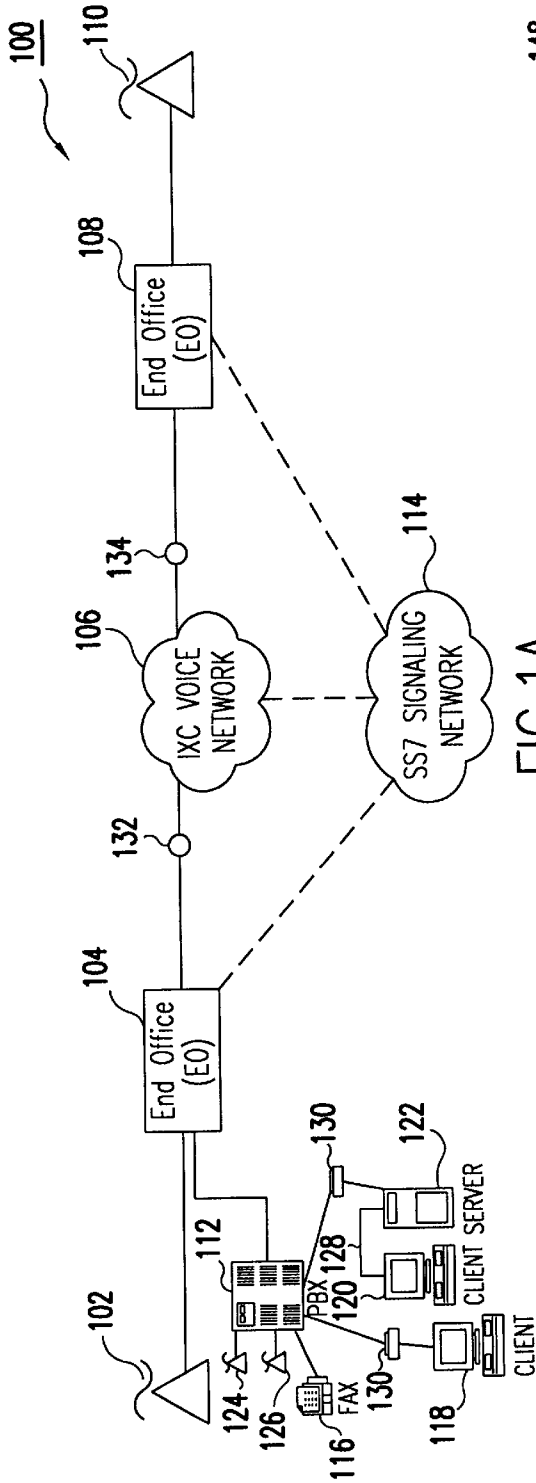 100
110
108
End Office
(EO)
134
106
IXC VOICE
NETWORK
132
104
End Office
(EO)
114
SS7 SIGNALING
NETWORK
102
112
PBX
124
126
116
FAX
130
118
CLIENT
130
128
120
CLIENT
122
SERVER
FIG.1A